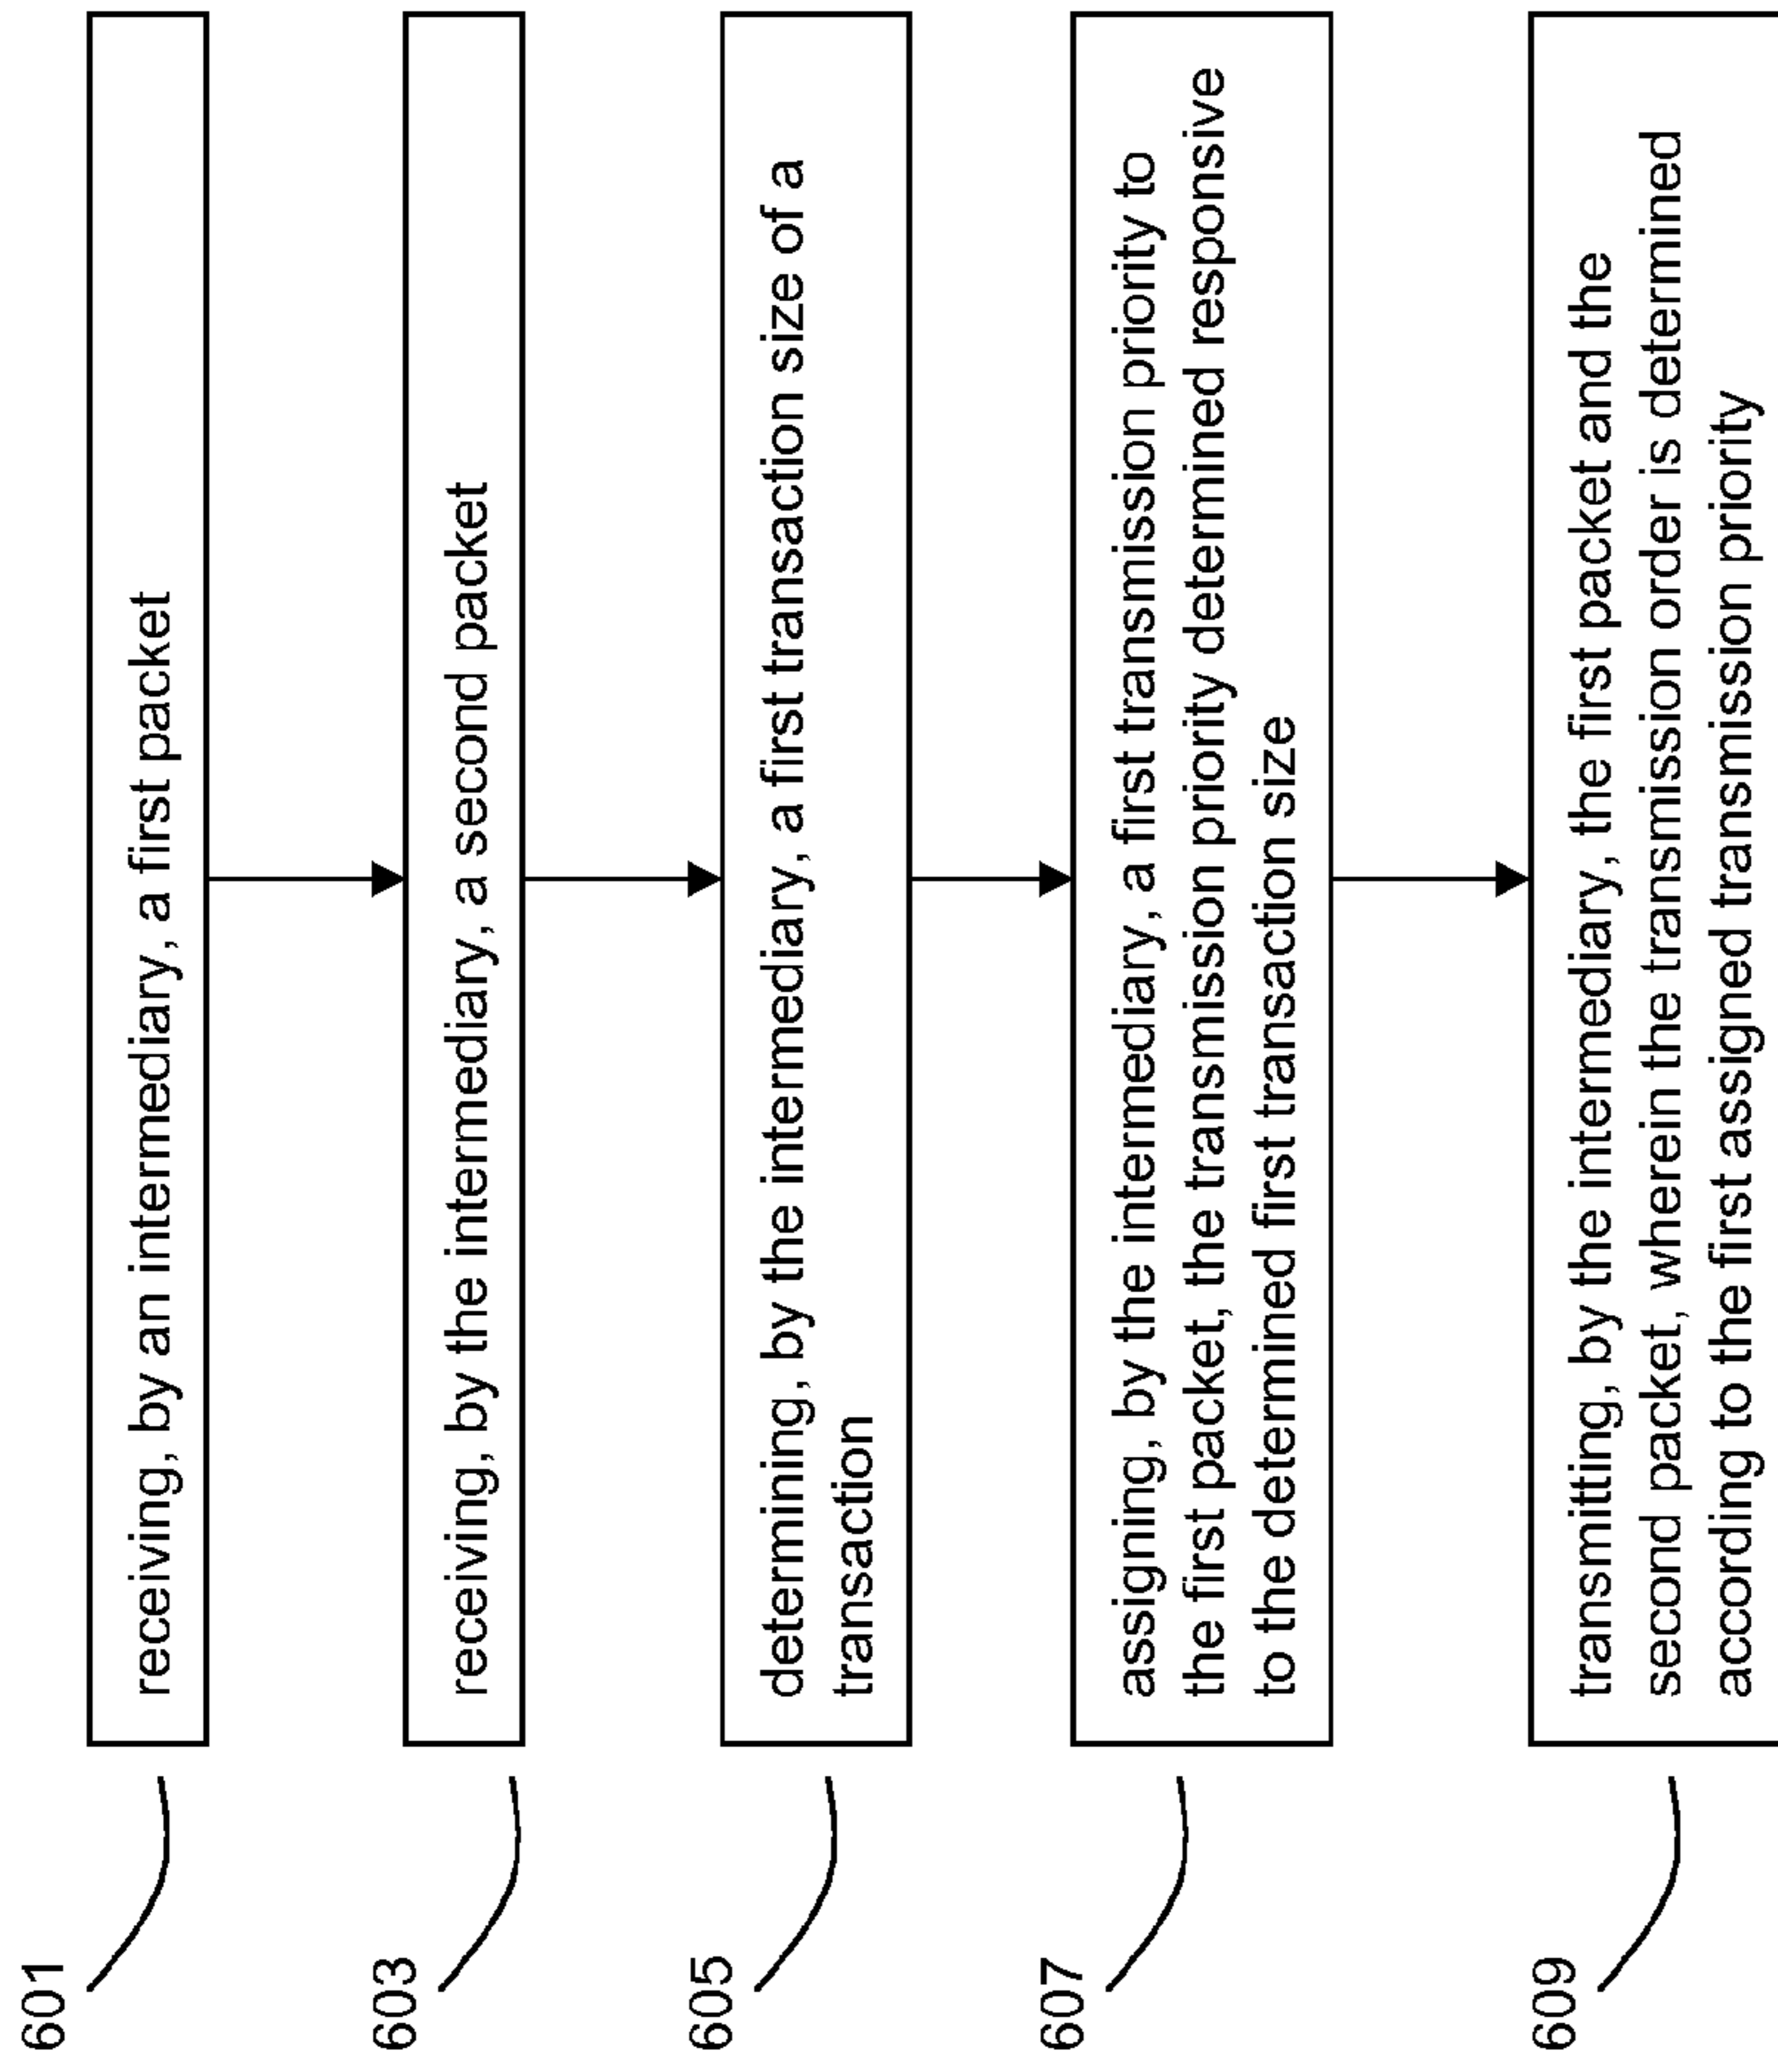 601
receiving, by an intermediary, a first packet
603
receiving, by the intermediary, a second packet
605
determining, by the intermediary, a first transaction size of a
transaction
607
assigning, by the intermediary, a first transmission priority to
the first packet, the transmission priority determined responsive
to the determined first transaction size
609
transmitting, by the intermediary, the first packet and the
second packet, wherein the transmission order is determined
according to the first assigned transmission priority